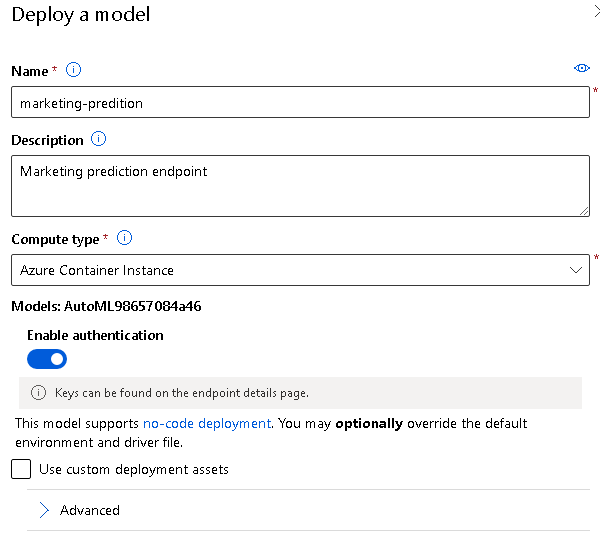 Deploy a model
Name *
marketing-predition
*
Description
Marketing prediction endpoint
Compute type *
*
Azure Container Instance
Models: AutoML98657084a46
Enable authentication
Keys can be found on the endpoint details page.
This model supports no-code deployment. You may optionally override the default
environment and driver file.
Use custom deployment assets
Advanced